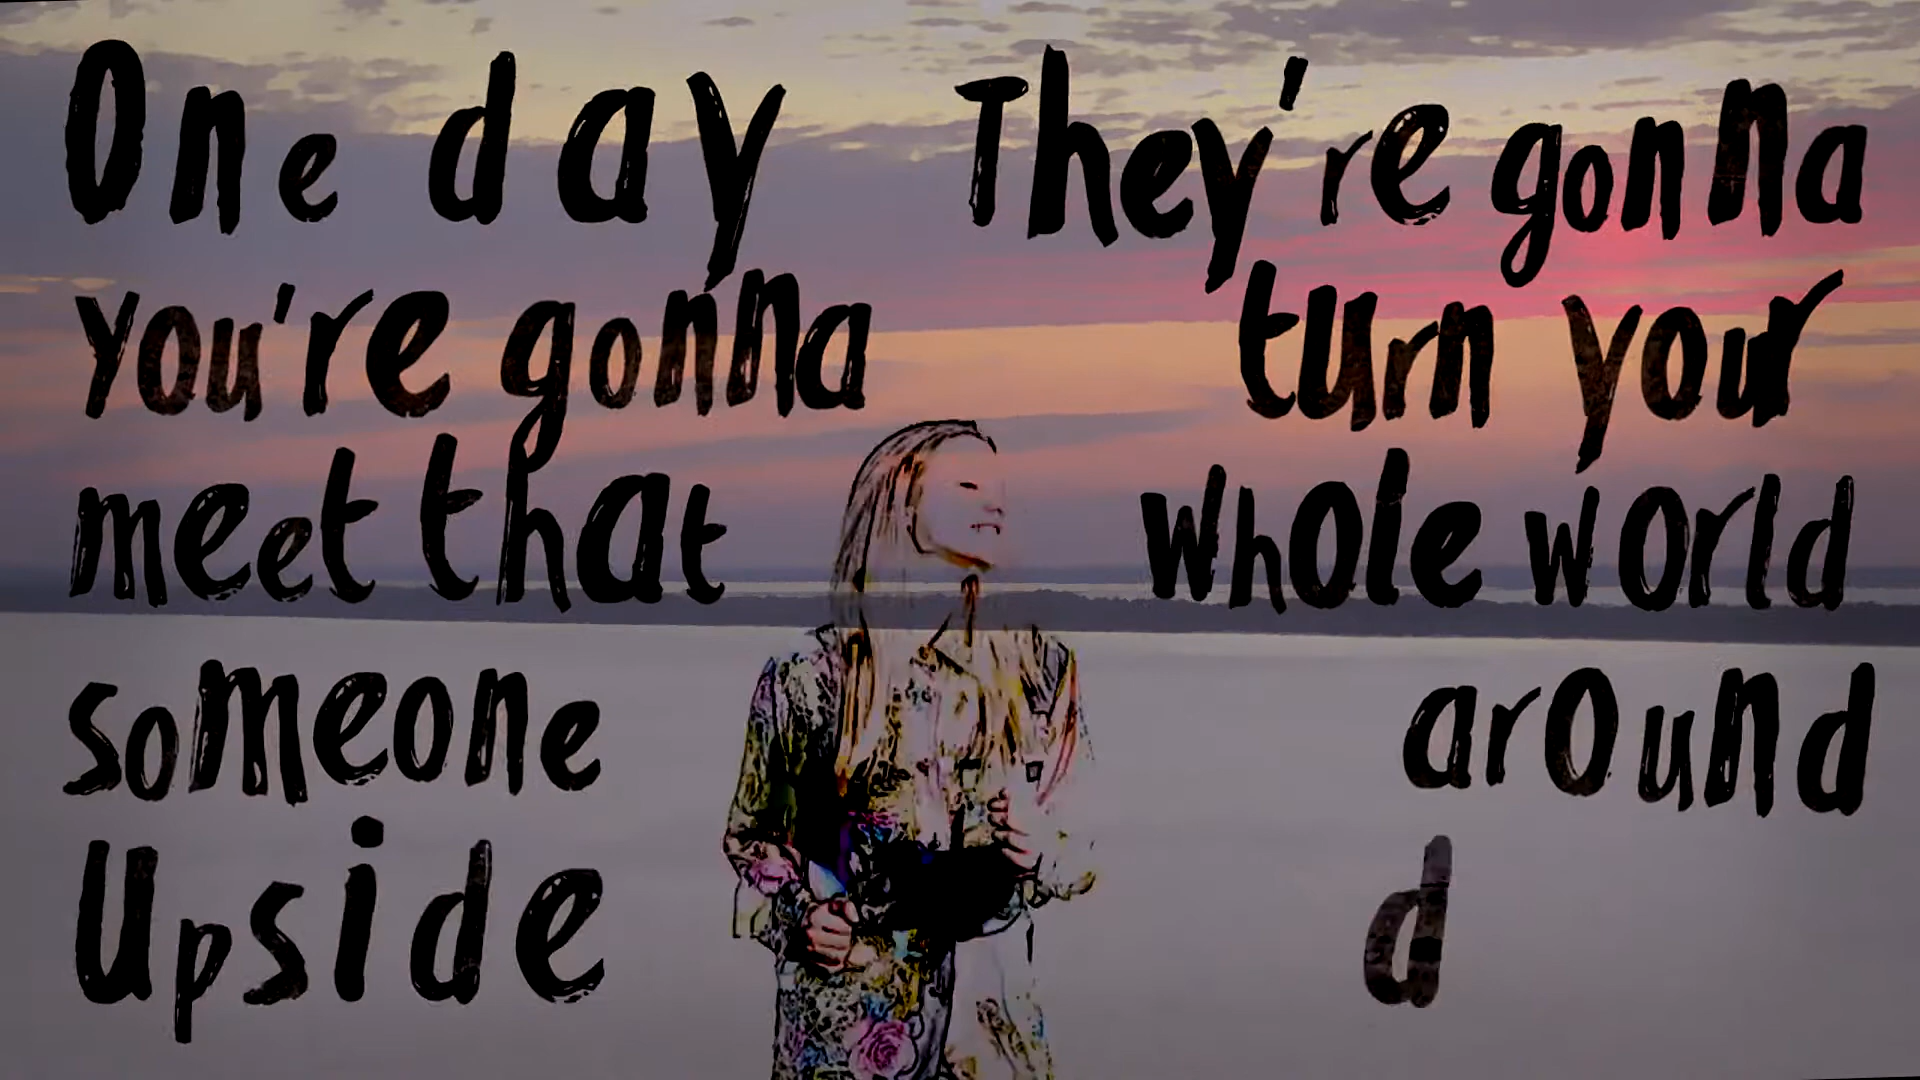 One day
you're gonna
meet that
someone
Upside
They're gonna
turn your
whole world
around
d